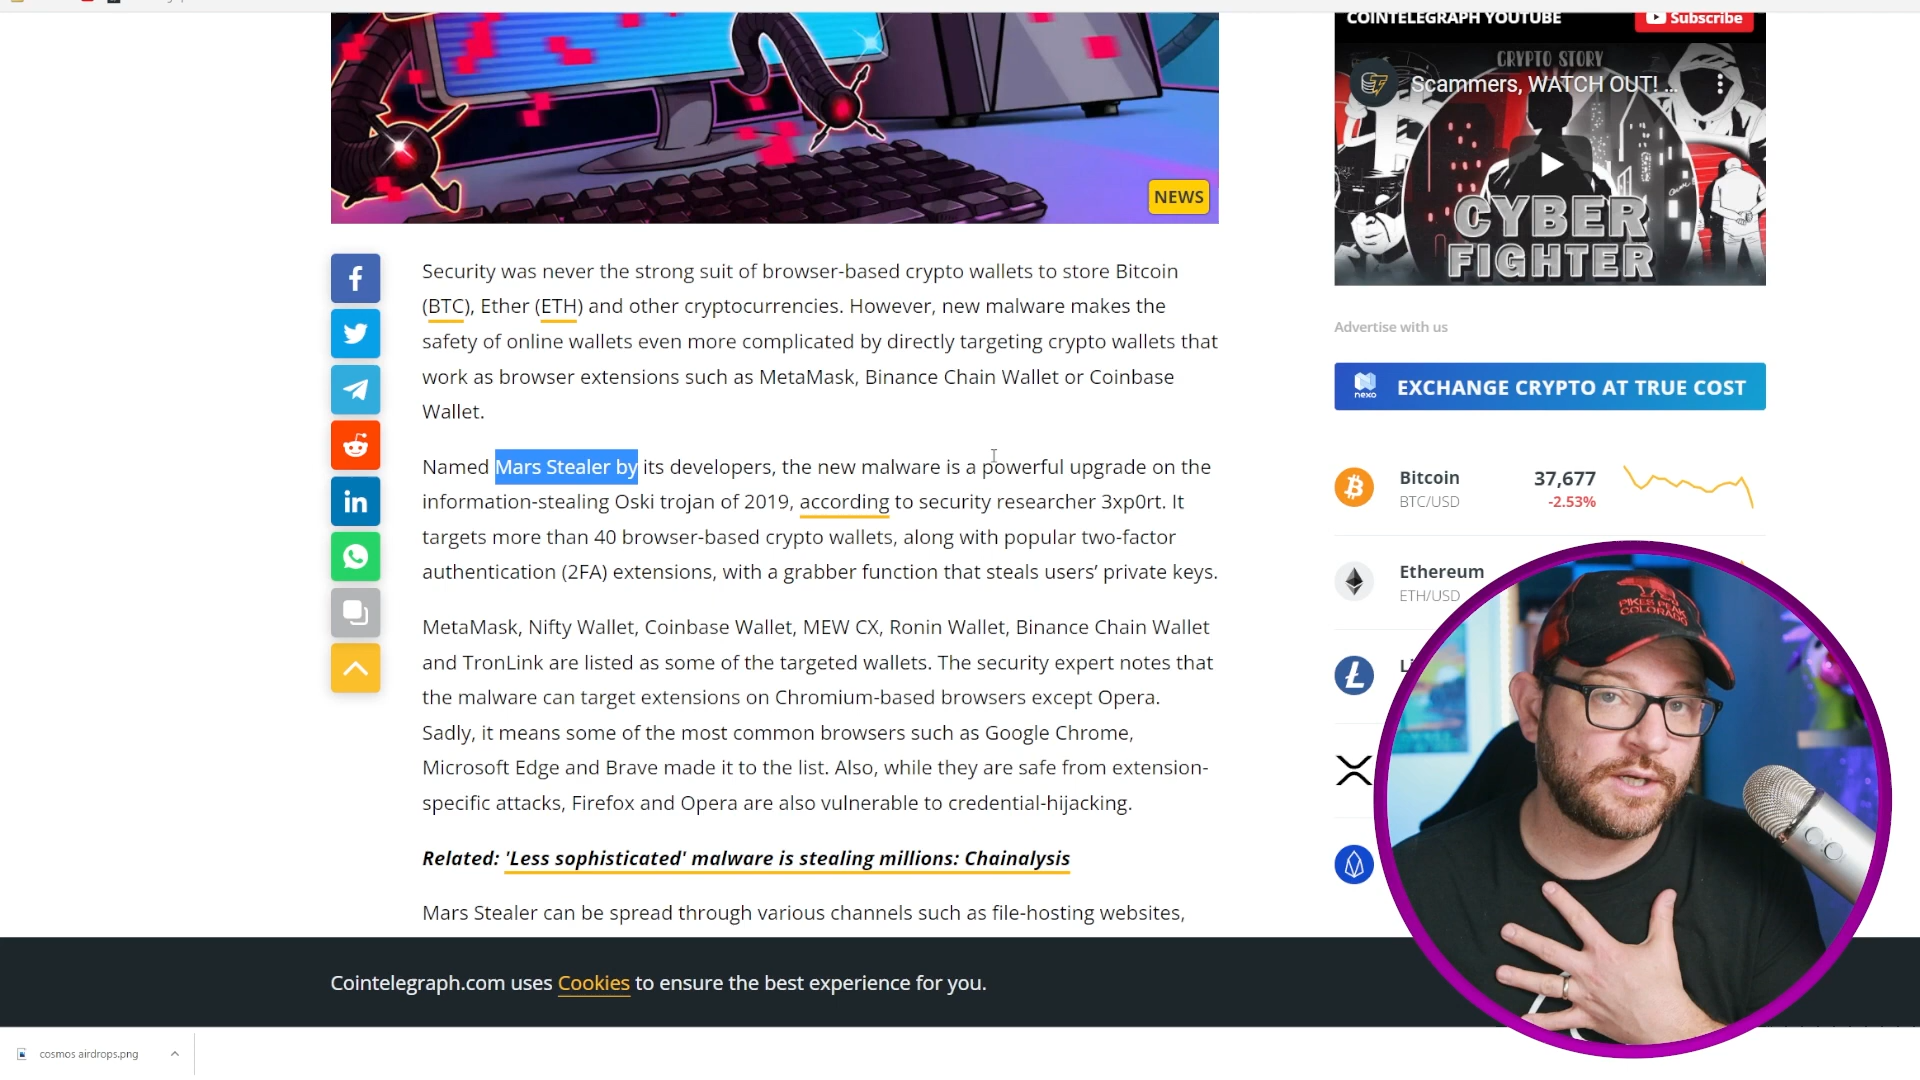 COINTELEGRAPH YOUTUBE
Subscribe
CRYPTO STORY
Scammers, WATCH OUT! ...
CYBER
FIGHTER
NEWS
Security was never the strong suit of browser-based crypto wallets to store Bitcoin
(BTC), Ether (ETH) and other cryptocurrencies. However, new malware makes the
safety of online wallets even more complicated by directly targeting crypto wallets that
work as browser extensions such as MetaMask, Binance Chain Wallet or Coinbase
Wallet.
Named Mars Stealer by its developers, the new malware is a powerful upgrade on the
information-stealing Oski trojan of 2019, according to security researcher 3xp0rt. It
targets more than 40 browser-based crypto wallets, along with popular two-factor
authentication (2FA) extensions, with a grabber function that steals users’ private keys.
MetaMask, Nifty Wallet, Coinbase Wallet, MEW CX, Ronin Wallet, Binance Chain Wallet
and TronLink are listed as some of the targeted wallets. The security expert notes that
the malware can target extensions on Chromium-based browsers except Opera.
Sadly, it means some of the most common browsers such as Google Chrome,
Microsoft Edge and Brave made it to the list. Also, while they are safe from extension-
specific attacks, Firefox and Opera are also vulnerable to credential-hijacking.
Related: 'Less sophisticated' malware is stealing millions: Chainalysis
Mars Stealer can be spread through various channels such as file-hosting websites,
Advertise with us
nexo
EXCHANGE CRYPTO AT TRUE COST
Bitcoin 37,677
BTC/USD -2.53%
Ethereum
ETH/USD
PIKES PEAK
COLORADO
Cointelegraph.com uses Cookies to ensure the best experience for you.
cosmos airdrops.png